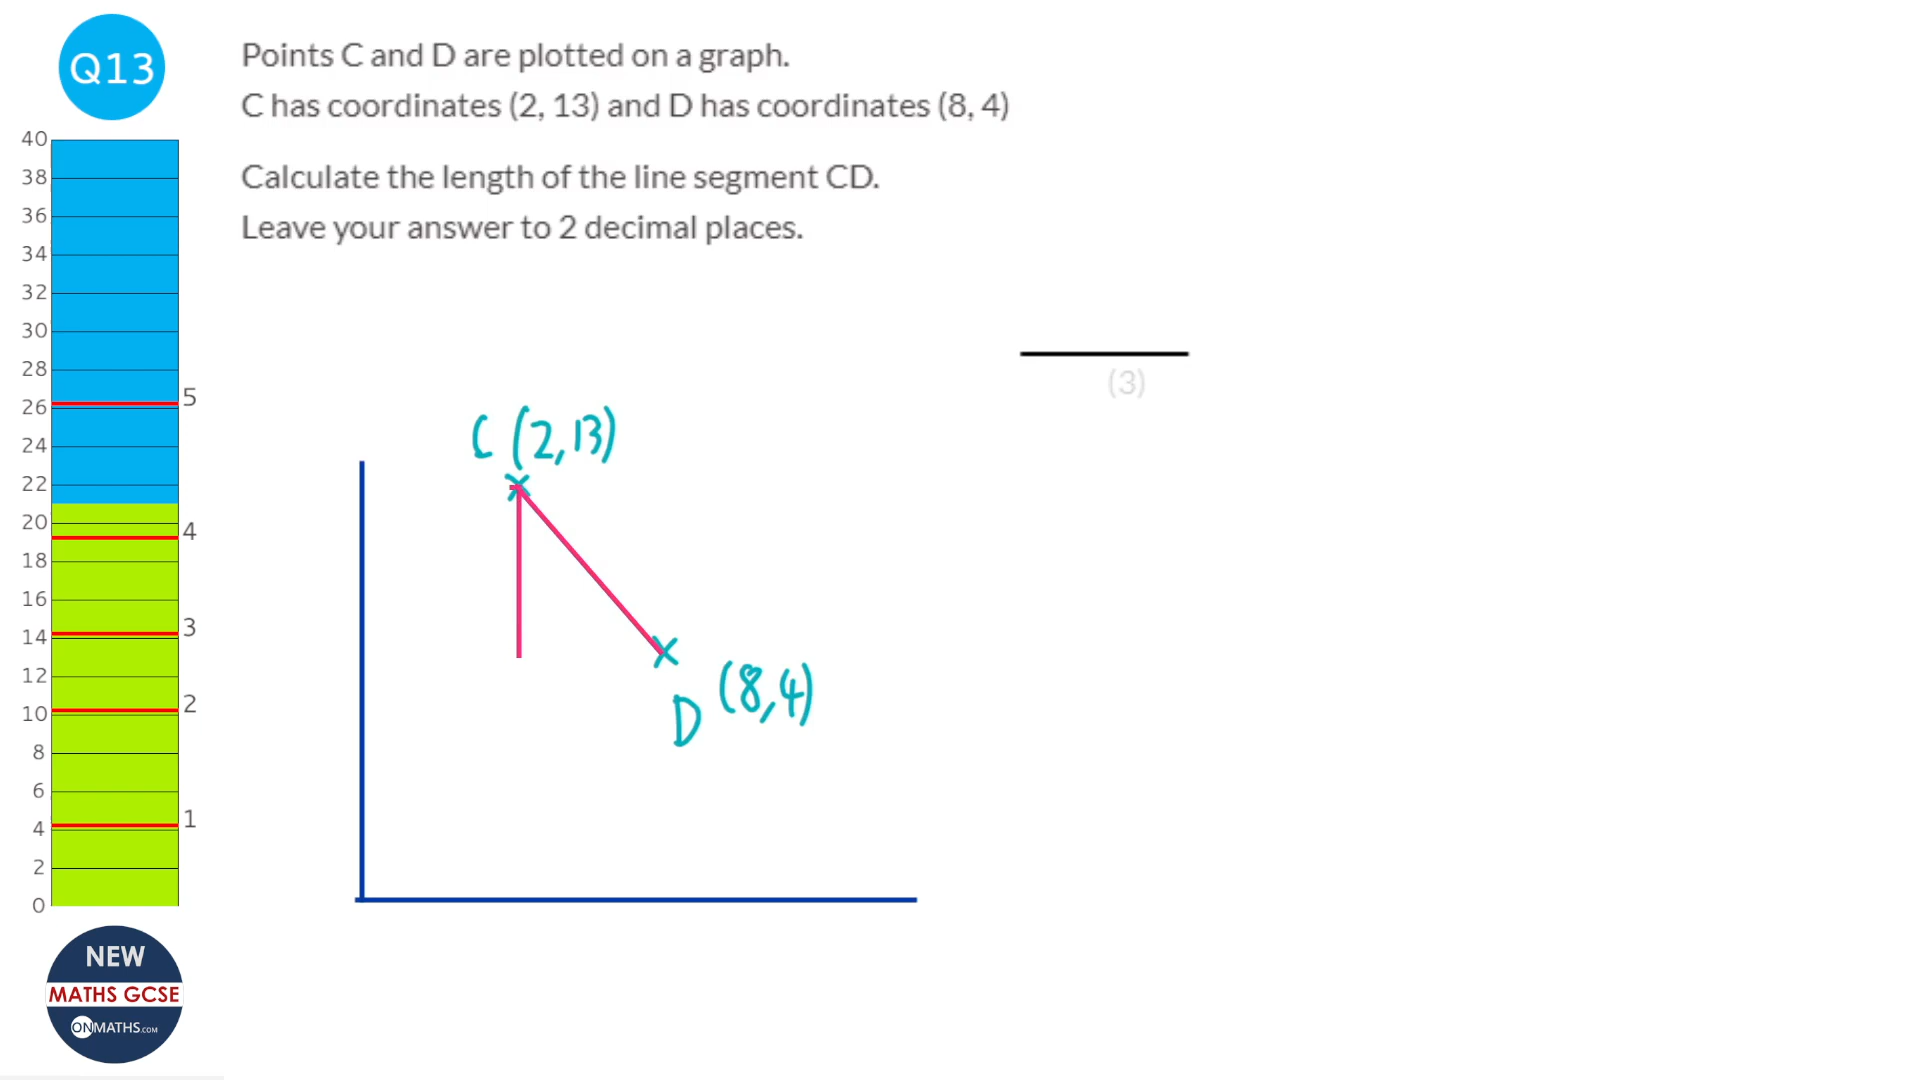 Q13
Points C and D are plotted on a graph.
C has coordinates (2, 13) and D has coordinates (8, 4)
Calculate the length of the line segment CD.
Leave your answer to 2 decimal places.
(3)
40
38
36
34
32
30
28
26
24
22
20
18
16
14
12
10
8
6
4
2
0
5
4
3
2
1
C (2,13)
D (8,4)
NEW
MATHS GCSE
ONMATHS.COM